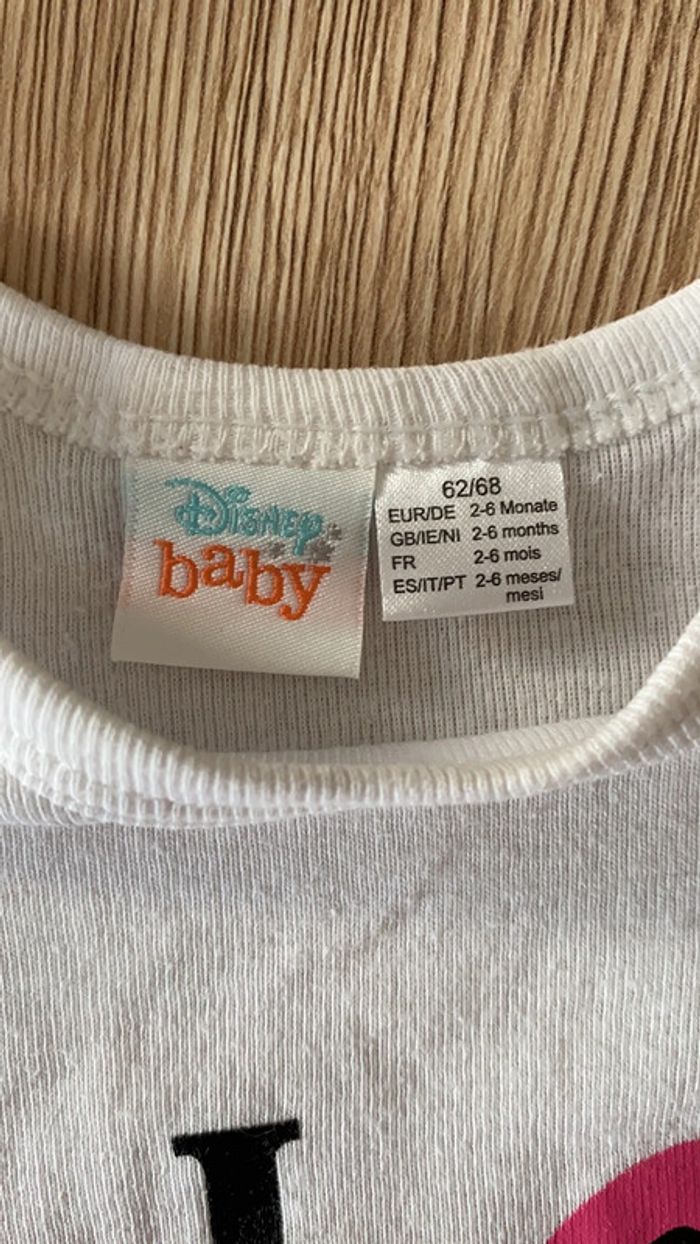 Disney
baby
62/68
EUR/DE 2-6 Monate
GB/IE/NI 2-6 months
FR 2-6 mois
ES/IT/PT 2-6 meses/
mesi
I